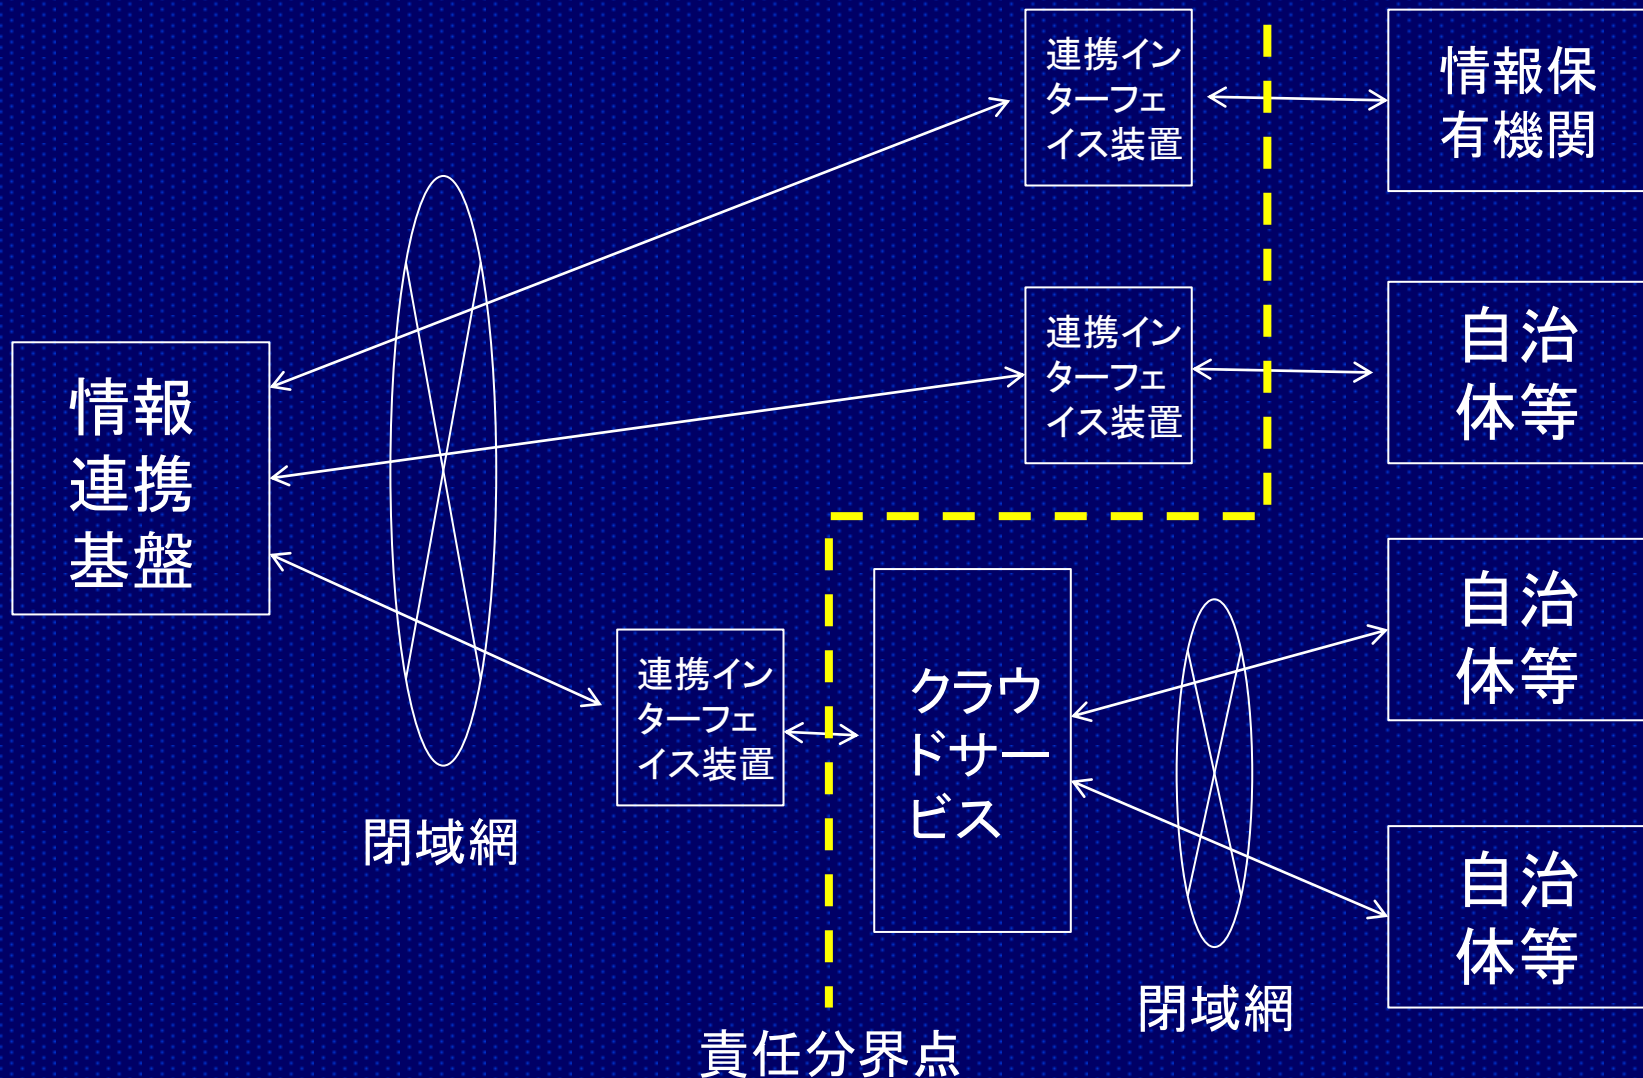 連携イン
ターフェ
イス装置
情報保
有機関
連携イン
ターフェ
イス装置
自治
体等
情報
連携
基盤
連携イン
ターフェ
イス装置
クラウ
ドサー
ビス
自治
体等
自治
体等
閉域網
閉域網
責任分界点